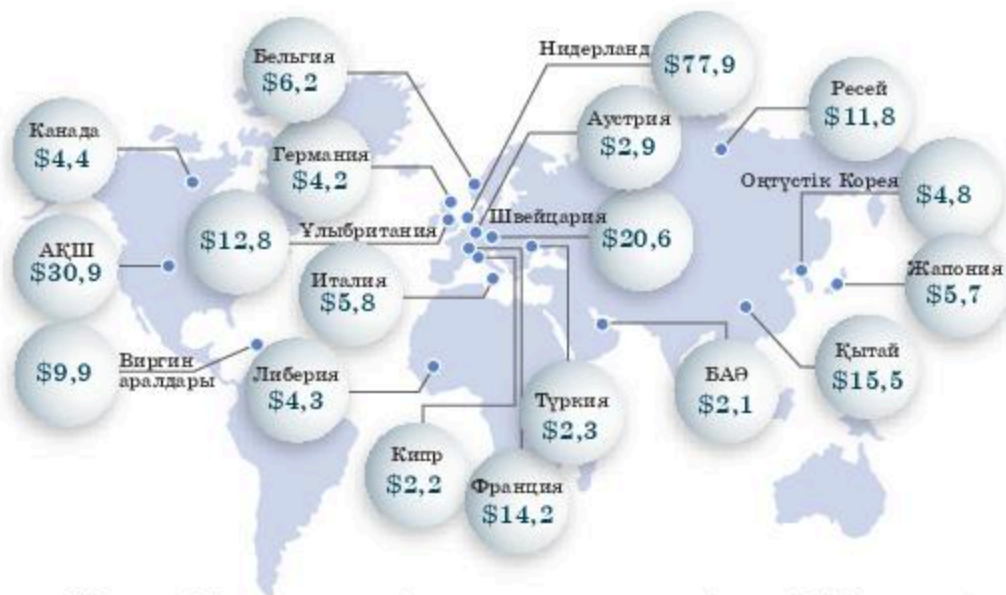 Бельгия
$6,2
Нидерланд
$77,9
Ресей
$11,8
Канада
$4,4
Германия
$4,2
Аустрия
$2,9
Оңтүстік Корея
$4,8
АҚШ
$30,9
$12,8
Ұлыбритания
Швейцария
$20,6
Италия
$5,8
Жапония
$5,7
$9,9
Виргин
аралдары
Либерия
$4,3
Түркия
$2,3
БАӘ
$2,1
Қытай
$15,5
Кипр
$2,2
Франция
$14,2